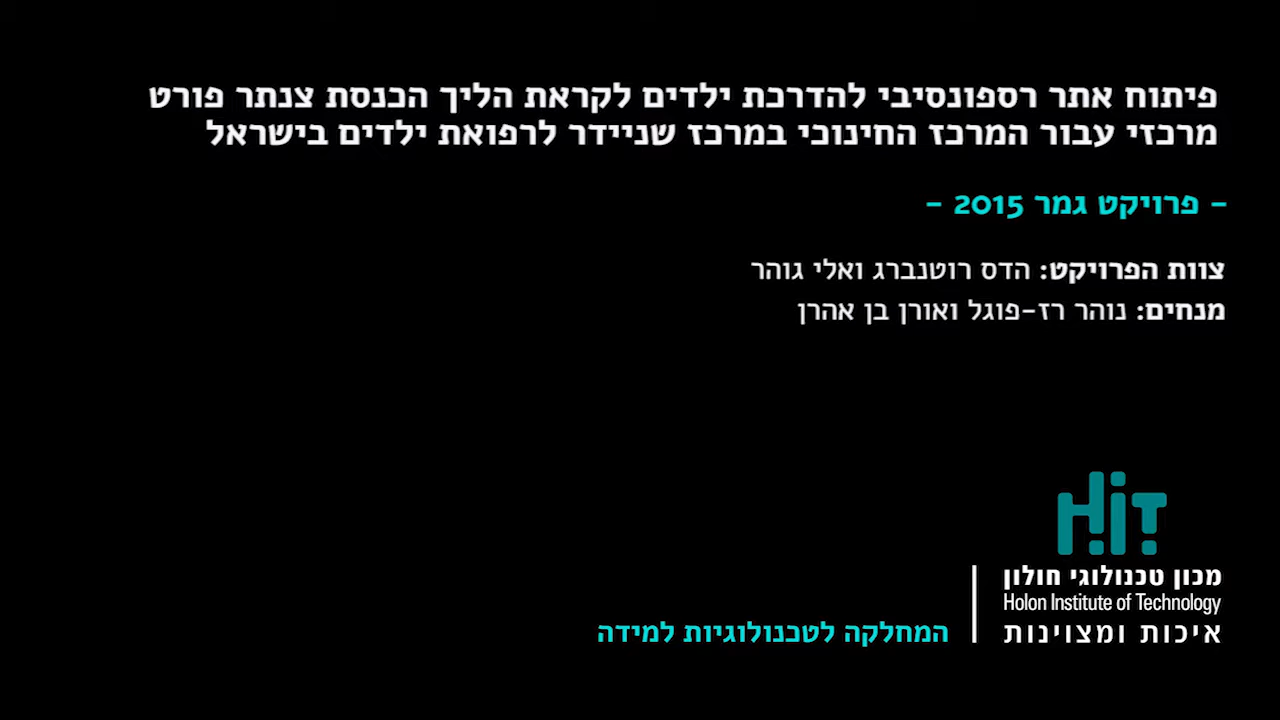 פיתוח אתר רספונסיבי להדרכת ילדים לקראת הליך הכנסת צנתר פורט
מרכזי עבור המרכז החינוכי במרכז שניידר לרפואת ילדים בישראל
- פרויקט גמר 2015 -
צוות הפרויקט: הדס רוטנברג ואלי גוהר
מנחים: נוהר רז-פוגל ואורן בן אהרן
HiT
מכון טכנולוגי חולון
Holon Institute of Technology
איכות ומצוינות
המחלקה לטכנולוגיות למידה